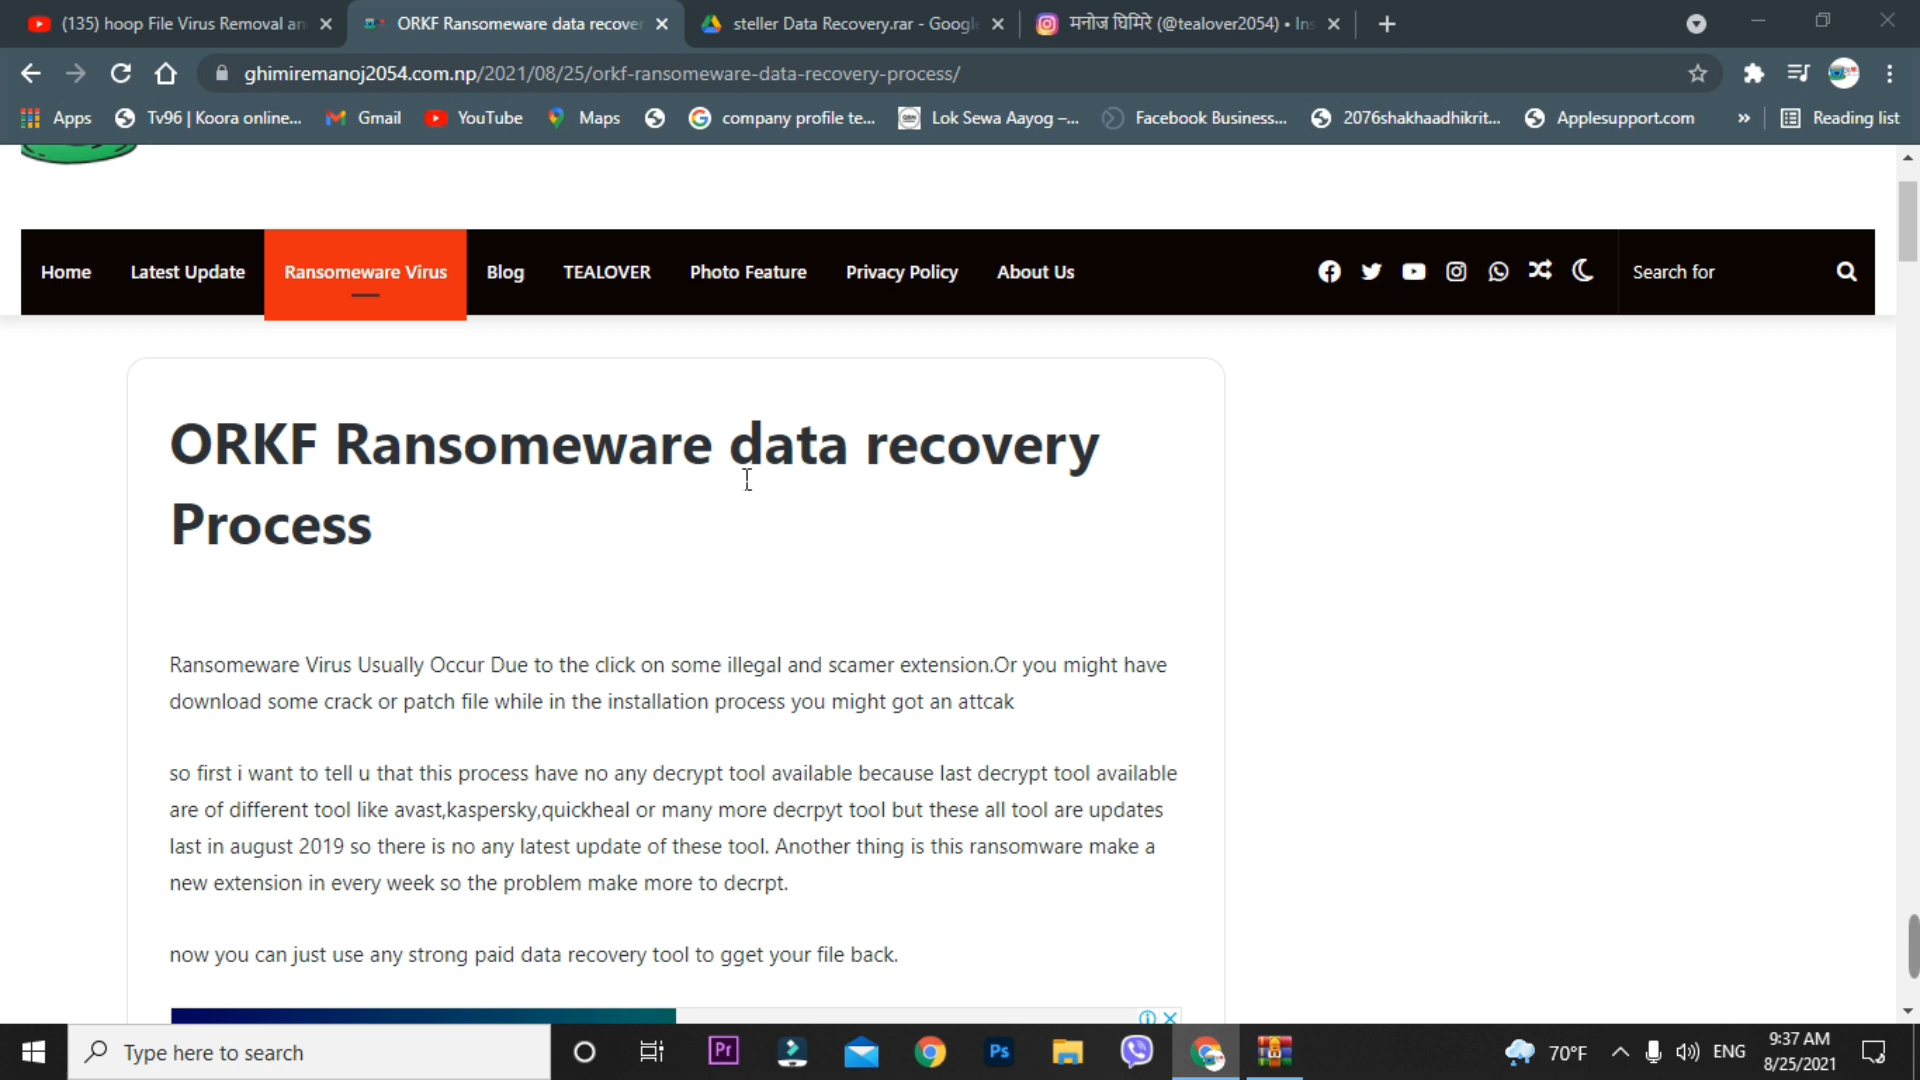 (135) hoop File Virus Removal an
ORKF Ransomeware data recover
steller Data Recovery.rar - Google
मनोज घिमिरे (@tealover2054) • Ins
ghimiremanoj2054.com.np/2021/08/25/orkf-ransomeware-data-recovery-process/
Apps
Tv96 | Koora online...
Gmail
YouTube
Maps
company profile te...
Lok Sewa Aayog –...
Facebook Business...
2076shakhaadhikrit...
Applesupport.com
»
Reading list
Home
Latest Update
Ransomeware Virus
Blog
TEALOVER
Photo Feature
Privacy Policy
About Us
Search for
ORKF Ransomeware data recovery
Process
Ransomeware Virus Usually Occur Due to the click on some illegal and scamer extension.Or you might have
download some crack or patch file while in the installation process you might got an attcak
so first i want to tell u that this process have no any decrypt tool available because last decrypt tool available
are of different tool like avast,kaspersky,quickheal or many more decrpyt tool but these all tool are updates
last in august 2019 so there is no any latest update of these tool. Another thing is this ransomware make a
new extension in every week so the problem make more to decrpt.
now you can just use any strong paid data recovery tool to gget your file back.
Type here to search
Pr
Ps
70°F
ENG
9:37 AM
8/25/2021